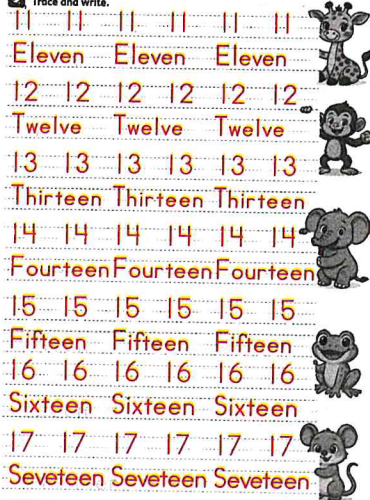 Trace and write.
11 11 11 11 11 11
Eleven Eleven Eleven
12 12 12 12 12 12
Twelve Twelve Twelve
13 13 13 13 13 13
Thirteen Thirteen Thirteen
14 14 14 14 14 14
Fourteen Fourteen Fourteen
15 15 15 15 15 15
Fifteen Fifteen Fifteen
16 16 16 16 16 16
Sixteen Sixteen Sixteen
17 17 17 17 17 17
Seveteen Seveteen Seveteen